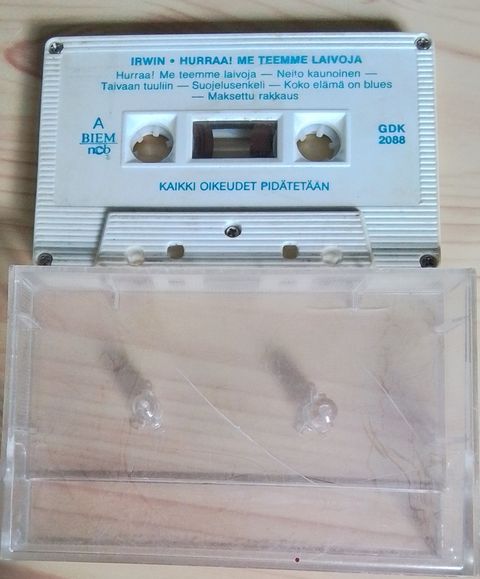 IRWIN • HURRAA! ME TEEMME LAIVOJA
Hurraa! Me teemme laivoja — Neito kaunoinen —
Taivaan tuuliin — Suojelusenkeli — Koko elämä on blues
— Maksettu rakkaus
A
BIEM
ncb
GDK
2088
KAIKKI OIKEUDET PIDÄTETÄÄN